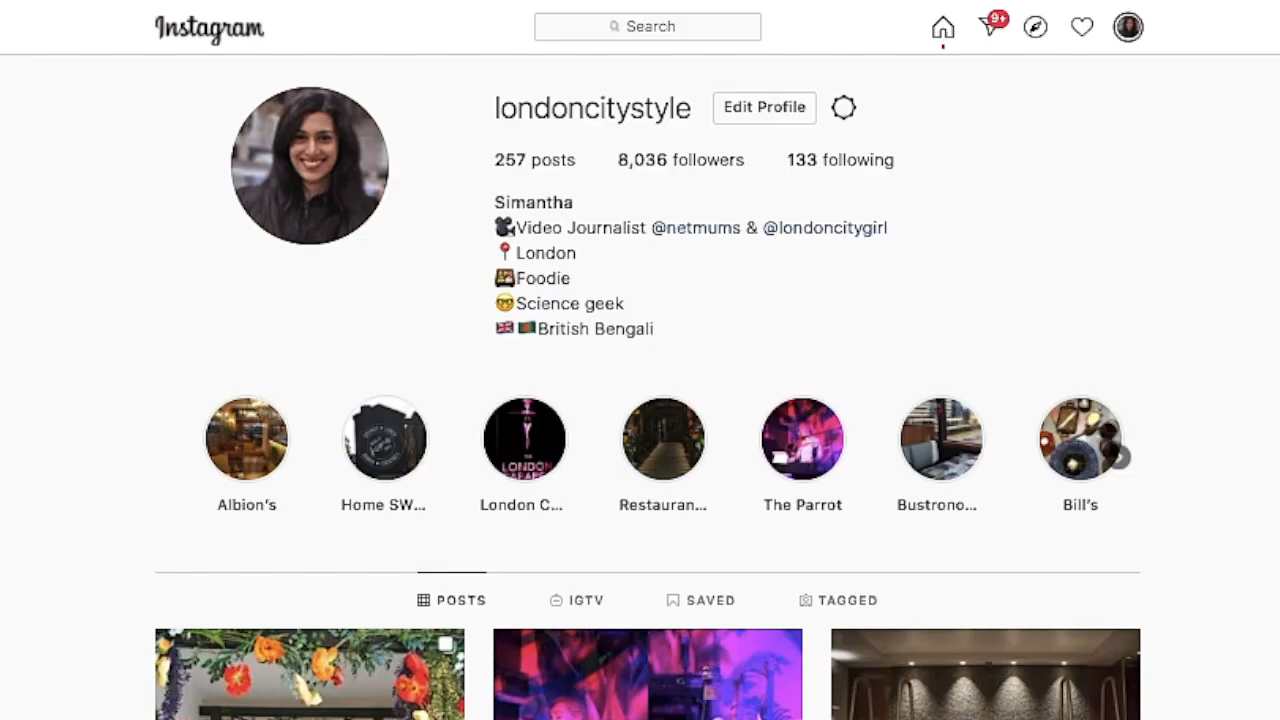 Instagram
Search
9+
londoncitystyle Edit Profile
257 posts 8,036 followers 133 following
Simantha
🎥Video Journalist @netmums & @londoncitygirl
📍London
🍱Foodie
🤓Science geek
🇬🇧🇧🇩British Bengali
LONDON
Albion's Home SW... London C... Restauran... The Parrot Bustrono... Bill's
POSTS IGTV SAVED TAGGED